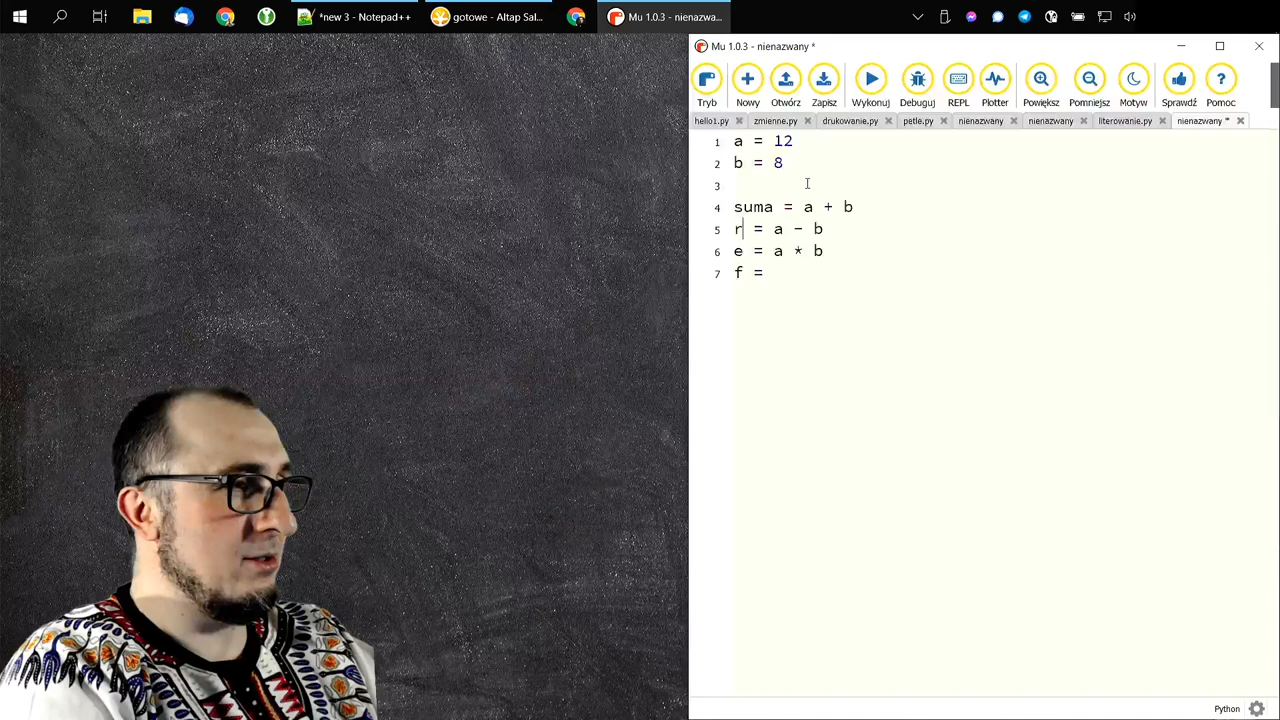 *new 3 - Notepad++
gotowe - Altap Sal...
Mu 1.0.3 - nienazwa...
Mu 1.0.3 - nienazwany *
Tryb Nowy Otwórz Zapisz Wykonuj Debuguj REPL Plotter Powiększ Pomniejsz Motyw Sprawdź Pomoc
hello1.py zmienne.py drukowanie.py petle.py nienazwany nienazwany literowanie.py nienazwany *
1 a = 12
2 b = 8
3
4 suma = a + b
5 r = a - b
6 e = a * b
7 f =
Python